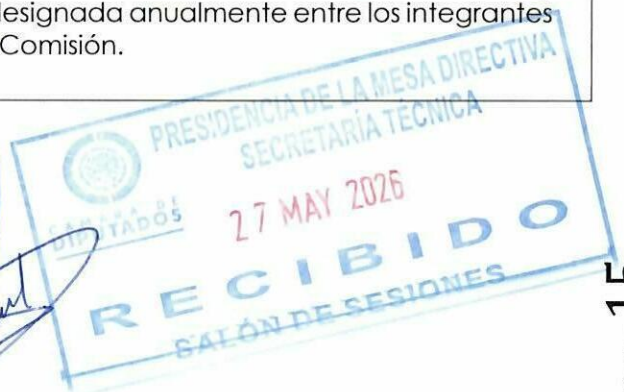 designada anualmente entre los integrantes
Comisión.
PRESIDENCIA DE LA MESA DIRECTIVA
SECRETARÍA TÉCNICA
CÁMARA DE
DIPUTADOS
27 MAY 2026
RECIBIDO
SALÓN DE SESIONES
15